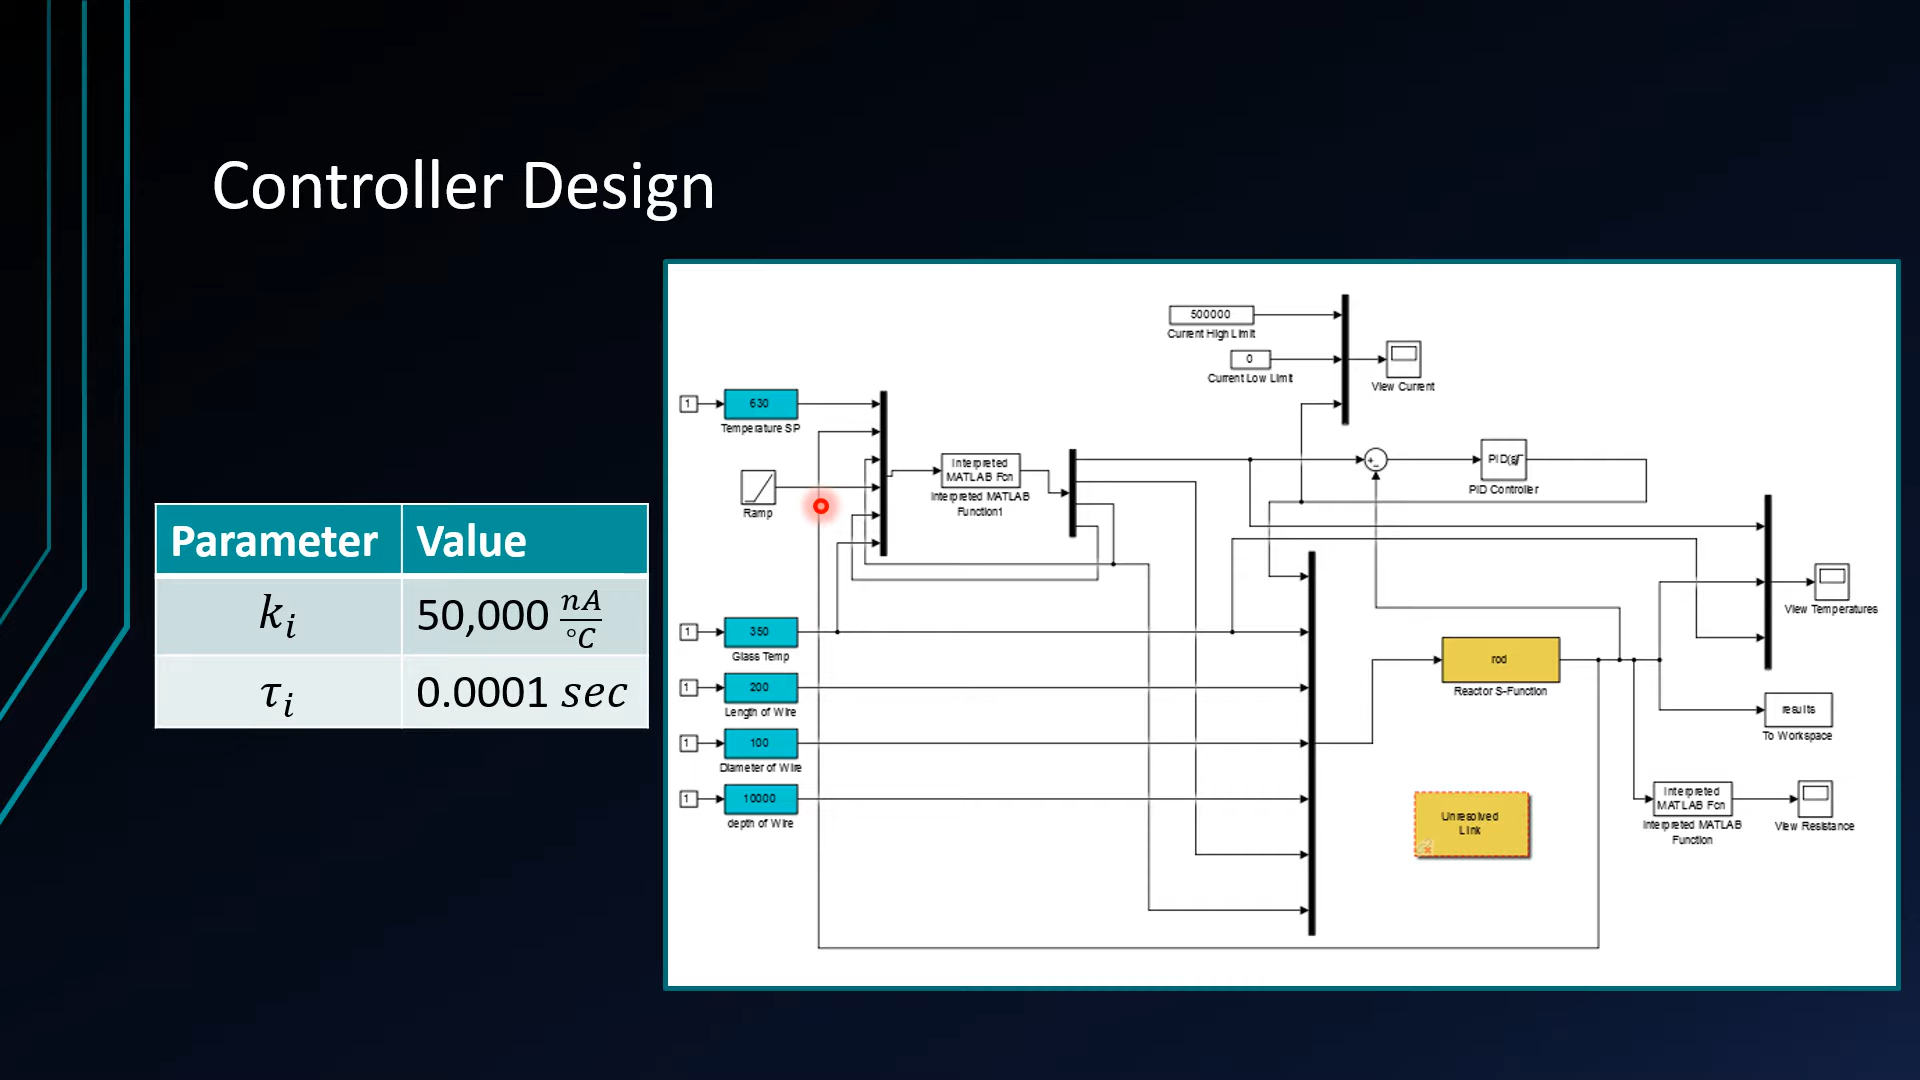 Controller Design
Parameter Value
k_i 50,000 nA/°C
τ_i 0.0001 sec
500000
Current High Limit
0
Current Low Limit
View Current
1
630
Temperature SP
Ramp
Interpreted
MATLAB Fcn
Interpreted MATLAB
Function1
+
-
PID(s)
PID Controller
View Temperatures
1
350
Glass Temp
rod
Reactor S-Function
1
200
Length of Wire
results
To Workspace
1
100
Diameter of Wire
1
10000
depth of Wire
Unresolved
Link
Interpreted
MATLAB Fcn
Interpreted MATLAB
Function
View Resistance